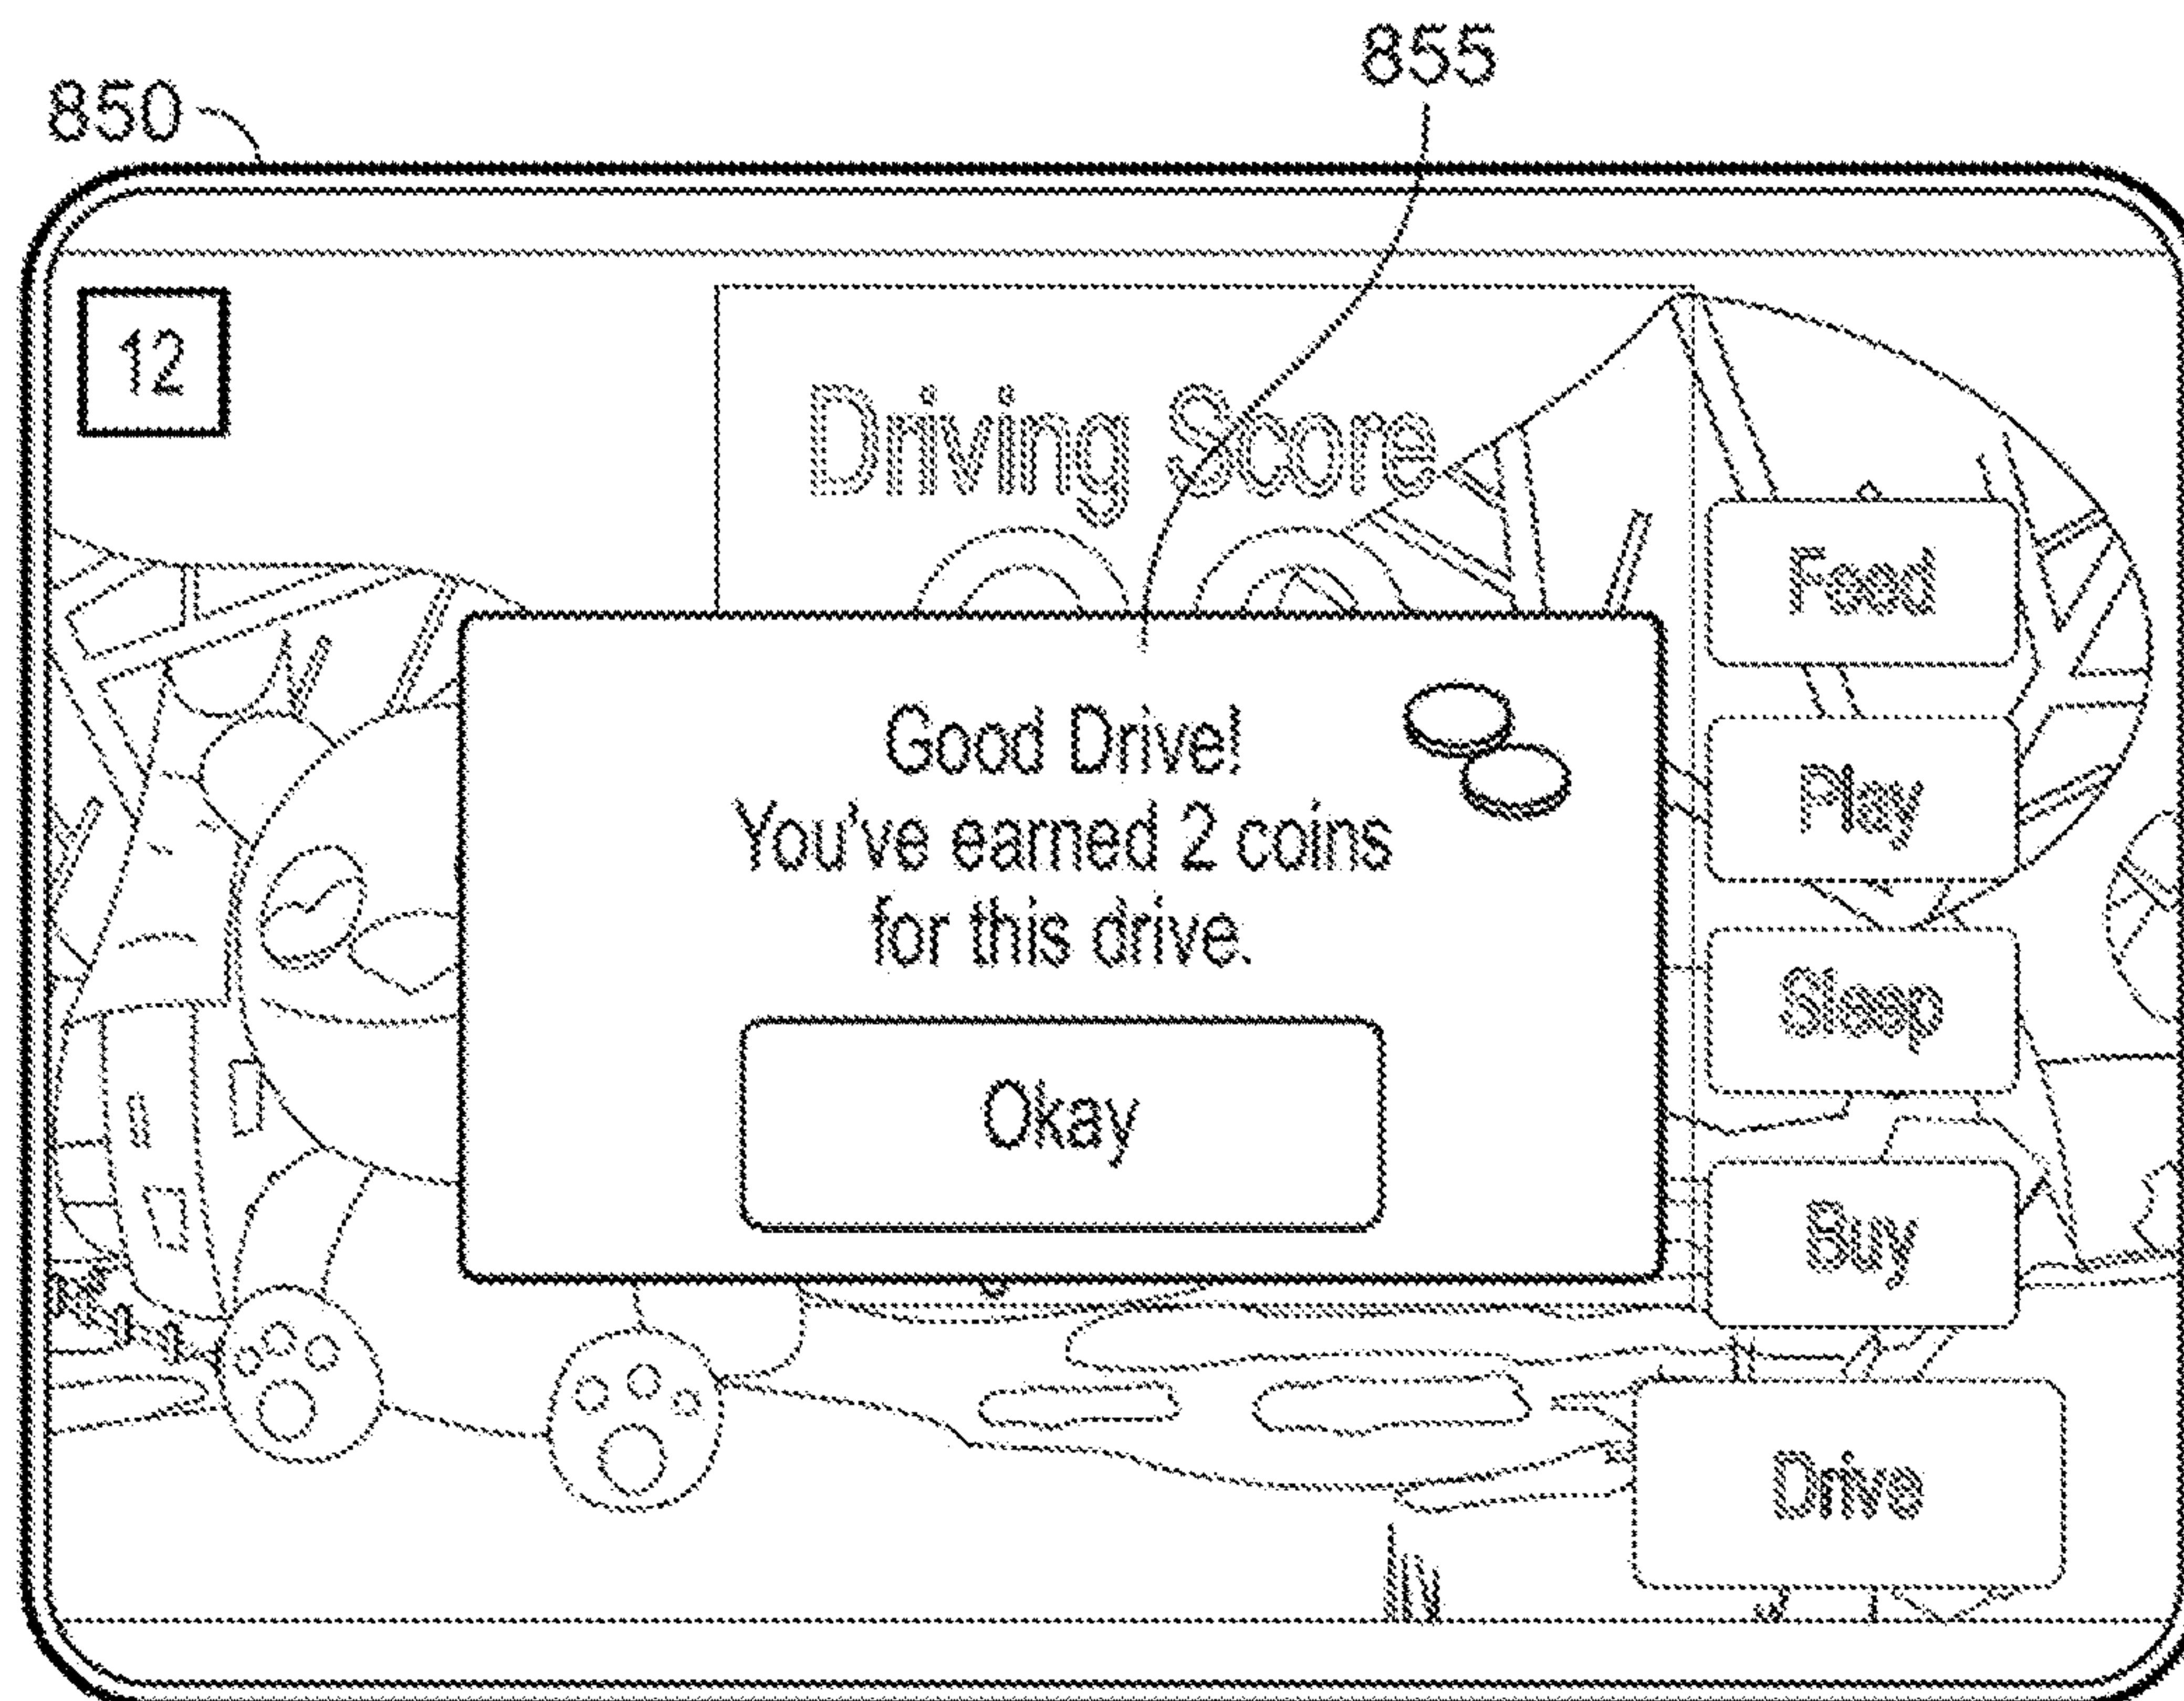 855
850
12
Driving Score
Feed
Good Drive!
You've earned 2 coins
for this drive.
Play
Sleep
Okay
Buy
Drive